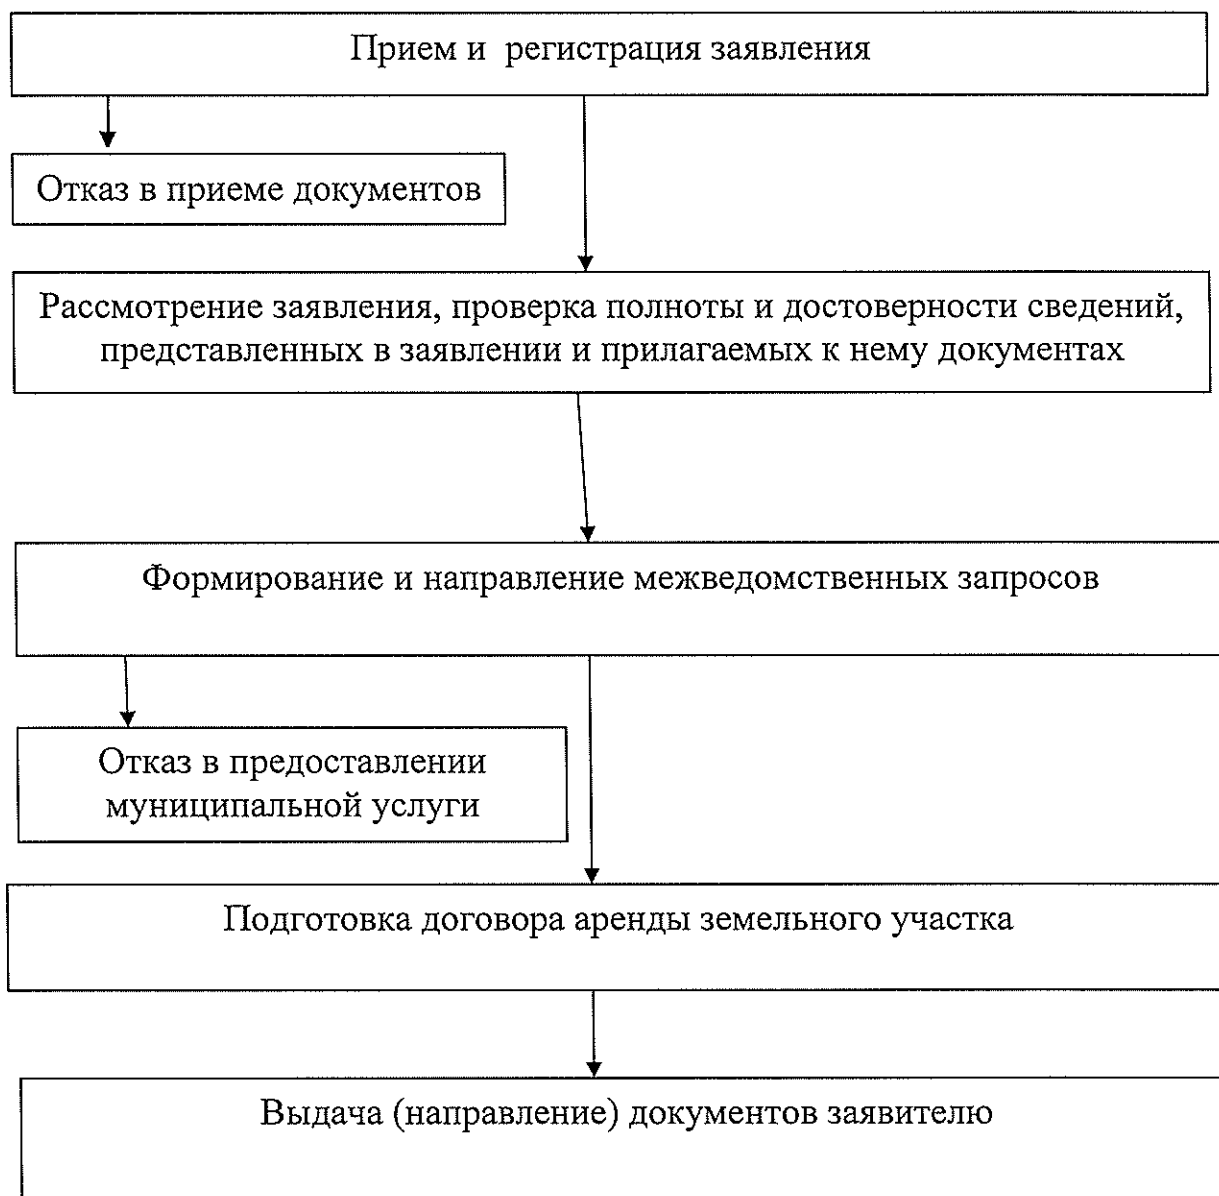 Прием и регистрация заявления
Отказ в приеме документов
Рассмотрение заявления, проверка полноты и достоверности сведений,
представленных в заявлении и прилагаемых к нему документах
Формирование и направление межведомственных запросов
Отказ в предоставлении
муниципальной услуги
Подготовка договора аренды земельного участка
Выдача (направление) документов заявителю